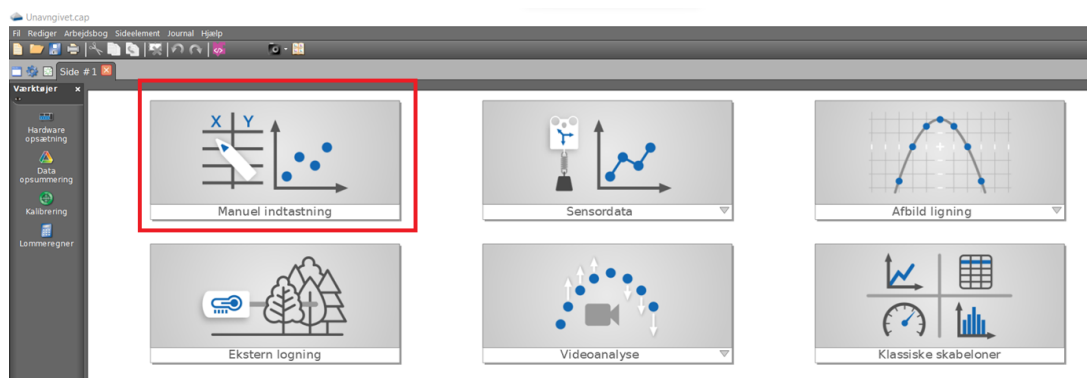 Unavngivet.cap
Fil Rediger Arbejdsbog Sideelement Journal Hjælp
Side #1
Værktøjer x
Hardware
opsætning
Data
opsummering
Kalibrering
Lommeregner
X Y
Manuel indtastning
Sensordata
Afbild ligning
Ekstern logning
Videoanalyse
Klassiske skabeloner